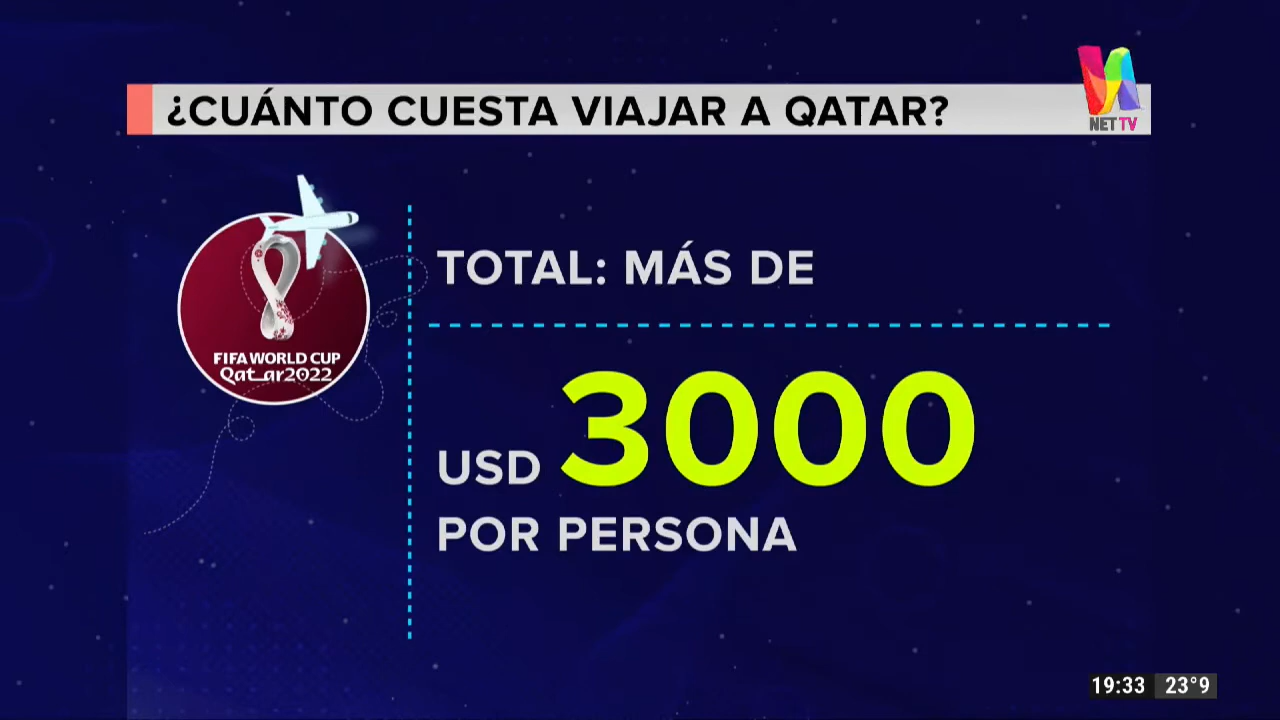 ¿CUÁNTO CUESTA VIAJAR A QATAR?
NET TV
FIFA WORLD CUP
Qatar2022
TOTAL: MÁS DE
USD 3000
POR PERSONA
19:33 23°9